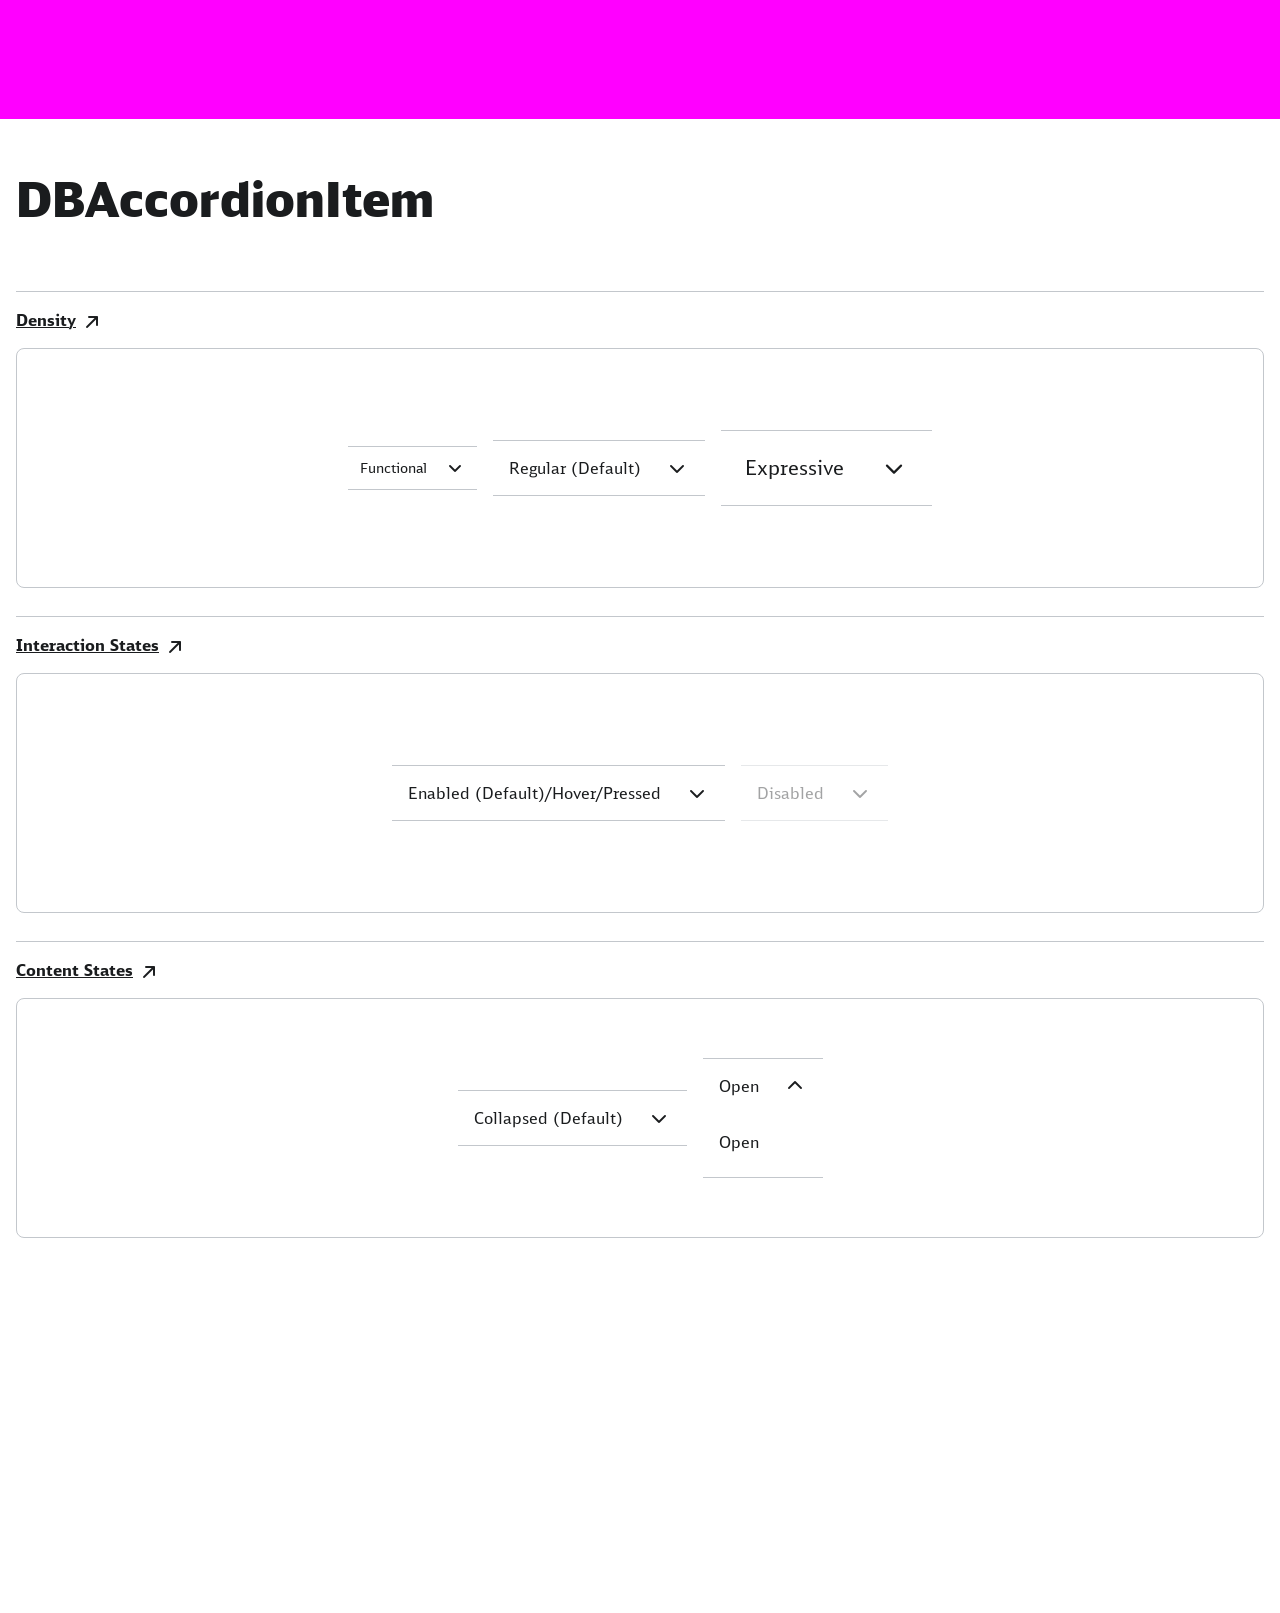 DBAccordionItem
Density
Functional
Regular (Default)
Expressive
Interaction States
Enabled (Default)/Hover/Pressed
Disabled
Content States
Collapsed (Default)
Open
Open